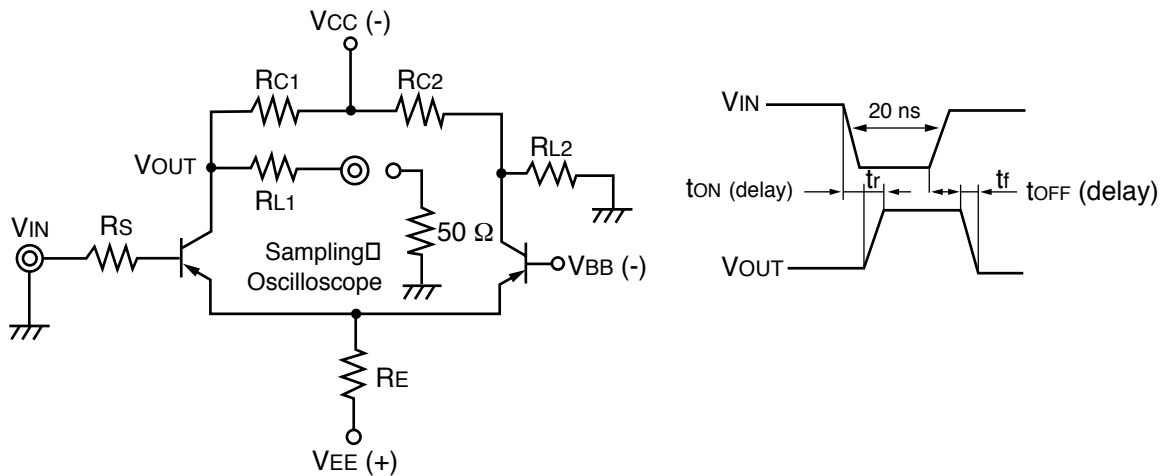 VCC (-)
RC1
RC2
VOUT
RL1
RL2
VIN
RS
50 Ω
Sampling□
Oscilloscope
VBB (-)
RE
VEE (+)
VIN
20 ns
tON (delay)
tr
tf
tOFF (delay)
VOUT